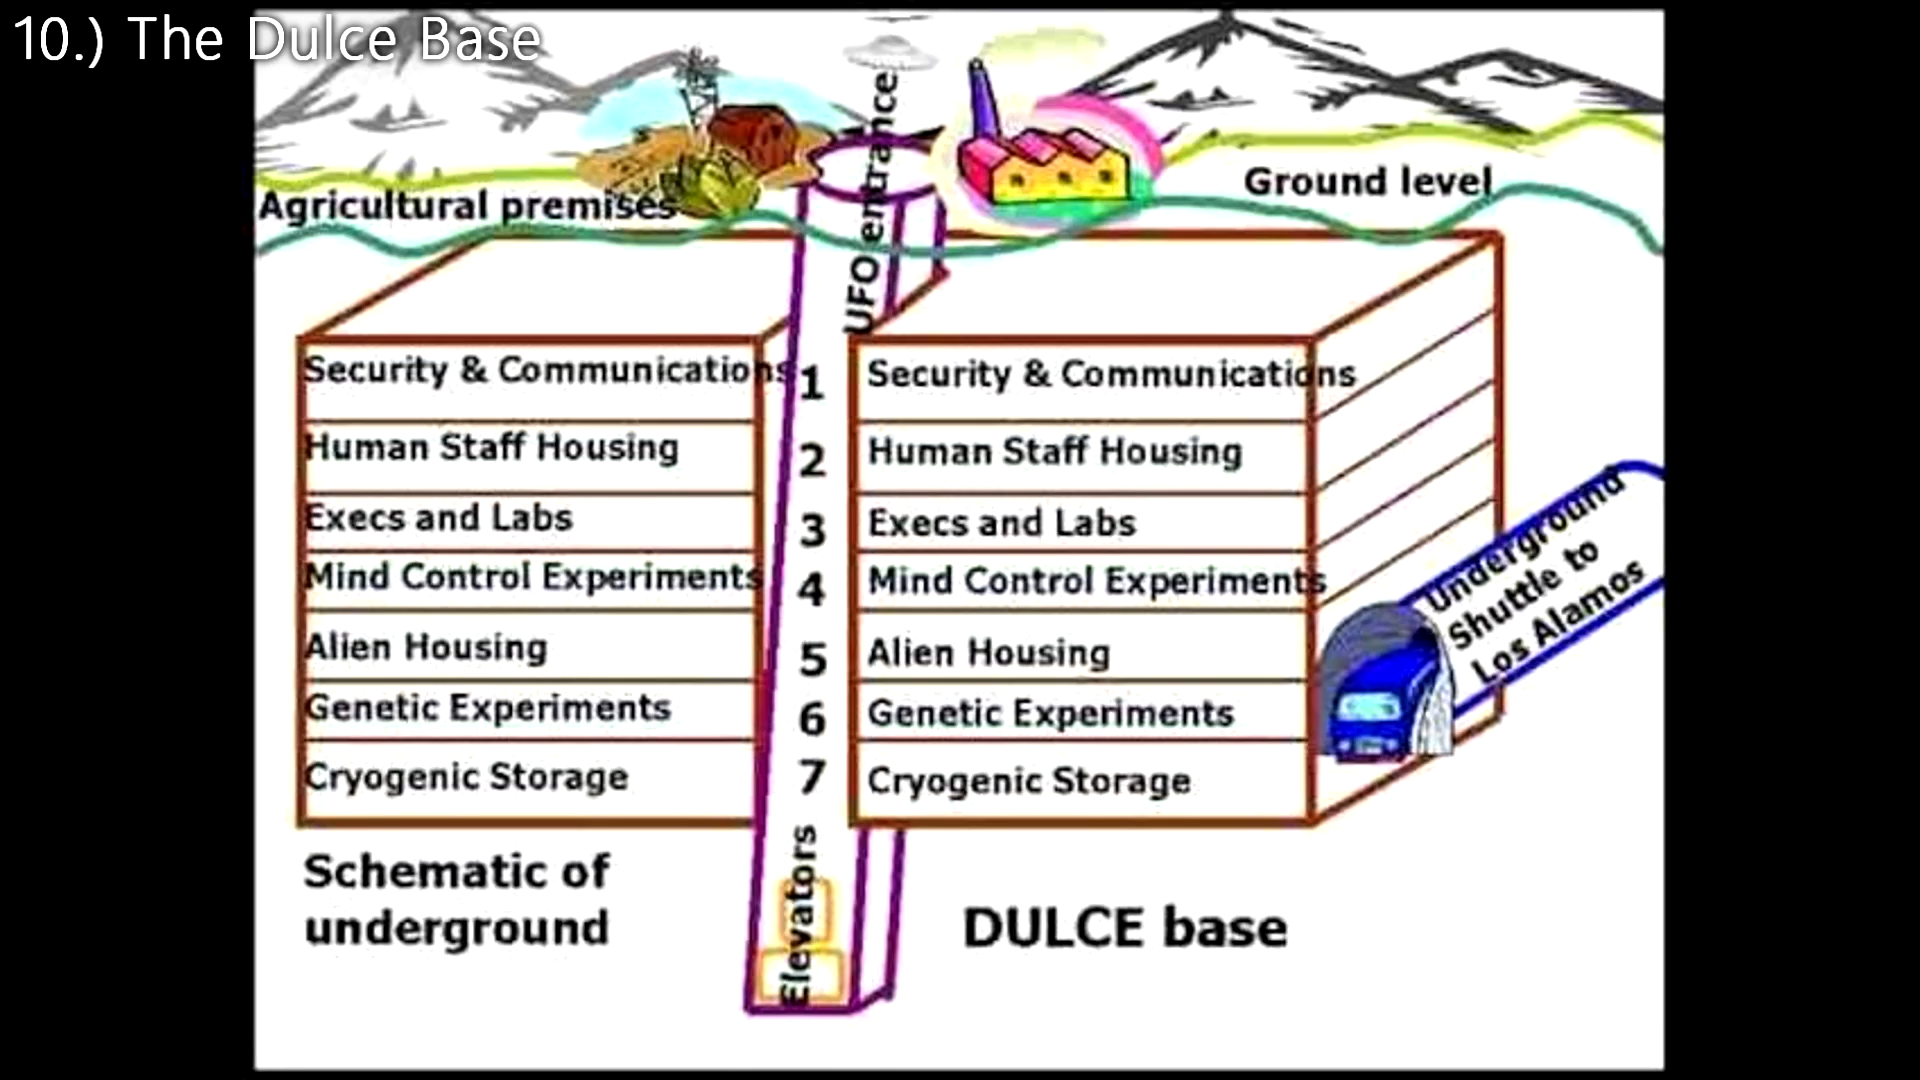 10.) The Dulce Base
UFO entrance
Agricultural premises
Ground level
Security & Communications
1
Security & Communications
Human Staff Housing
2
Human Staff Housing
Execs and Labs
3
Execs and Labs
Mind Control Experiments
4
Mind Control Experiments
Alien Housing
5
Alien Housing
Genetic Experiments
6
Genetic Experiments
Cryogenic Storage
7
Cryogenic Storage
Underground
Shuttle to
Los Alamos
Elevators
Schematic of
underground
DULCE base